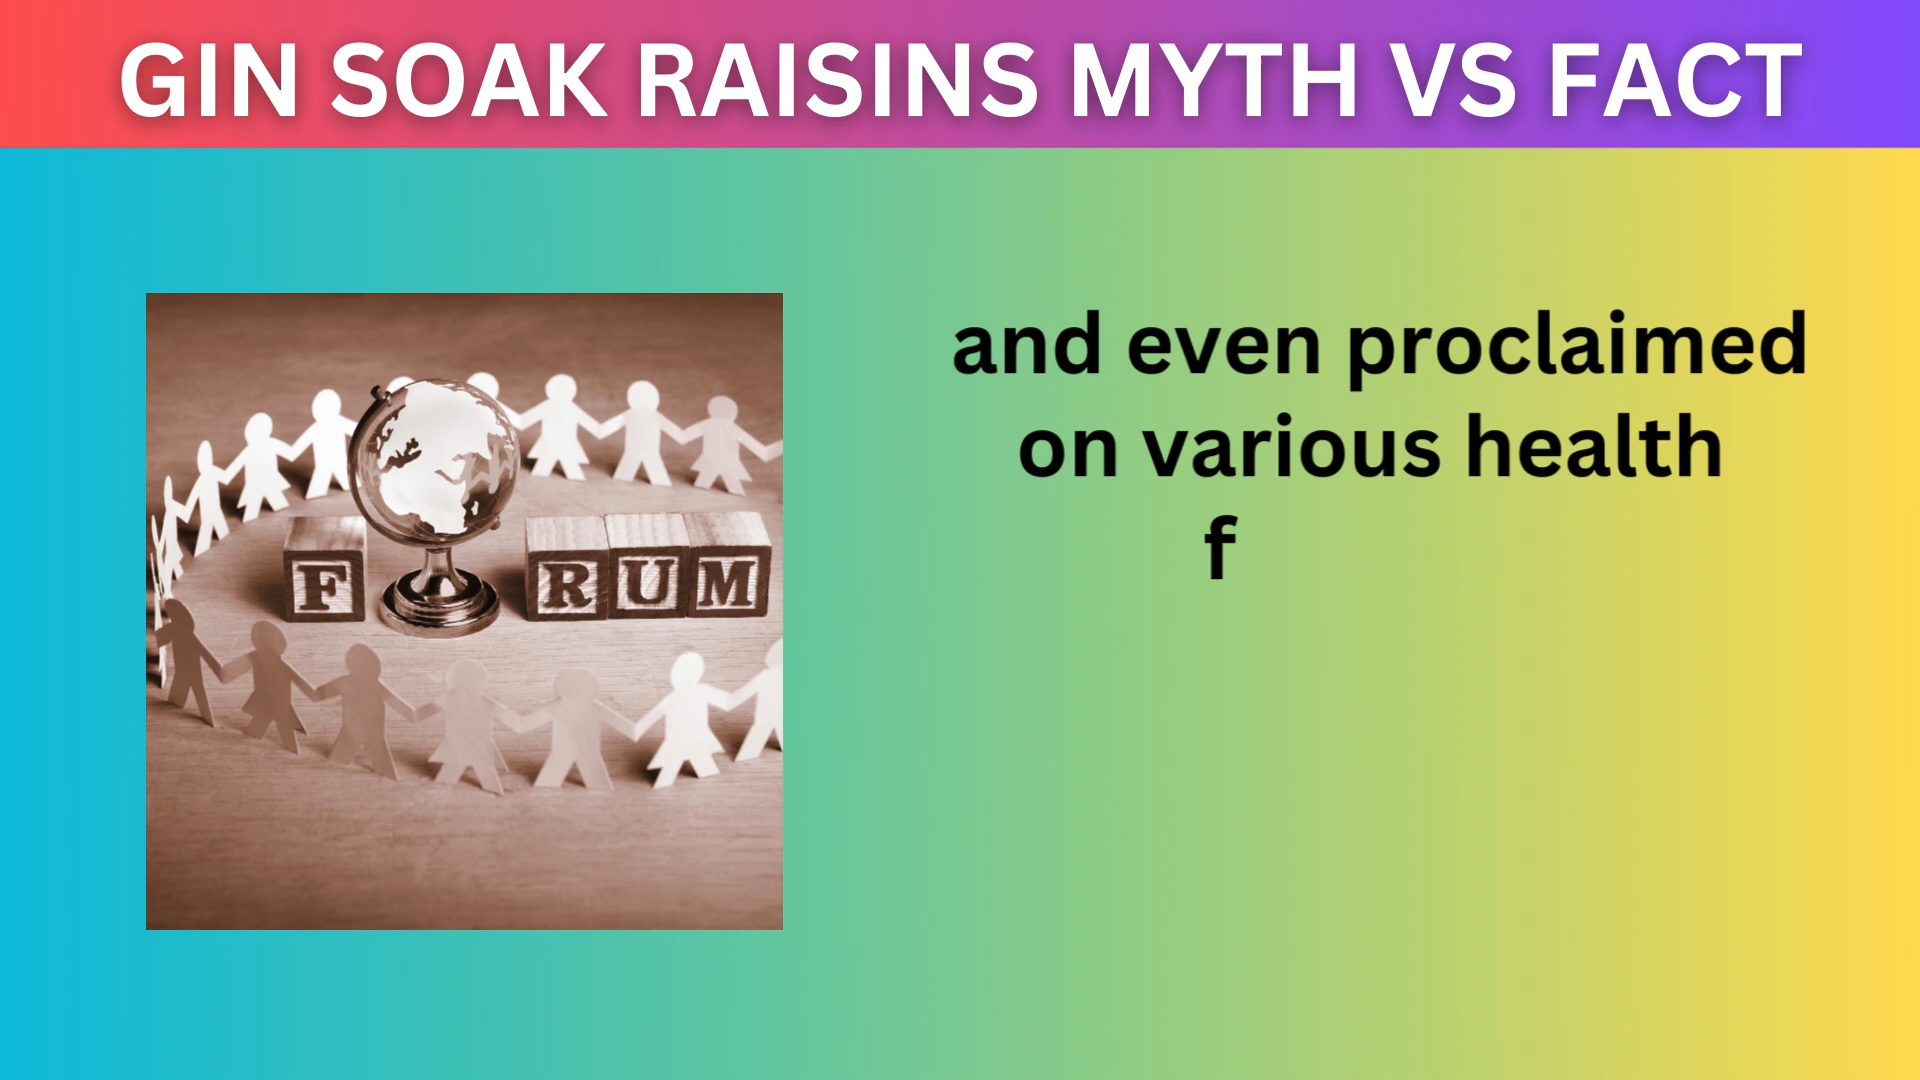 GIN SOAK RAISINS MYTH VS FACT
and even proclaimed
on various health
f
F RUM